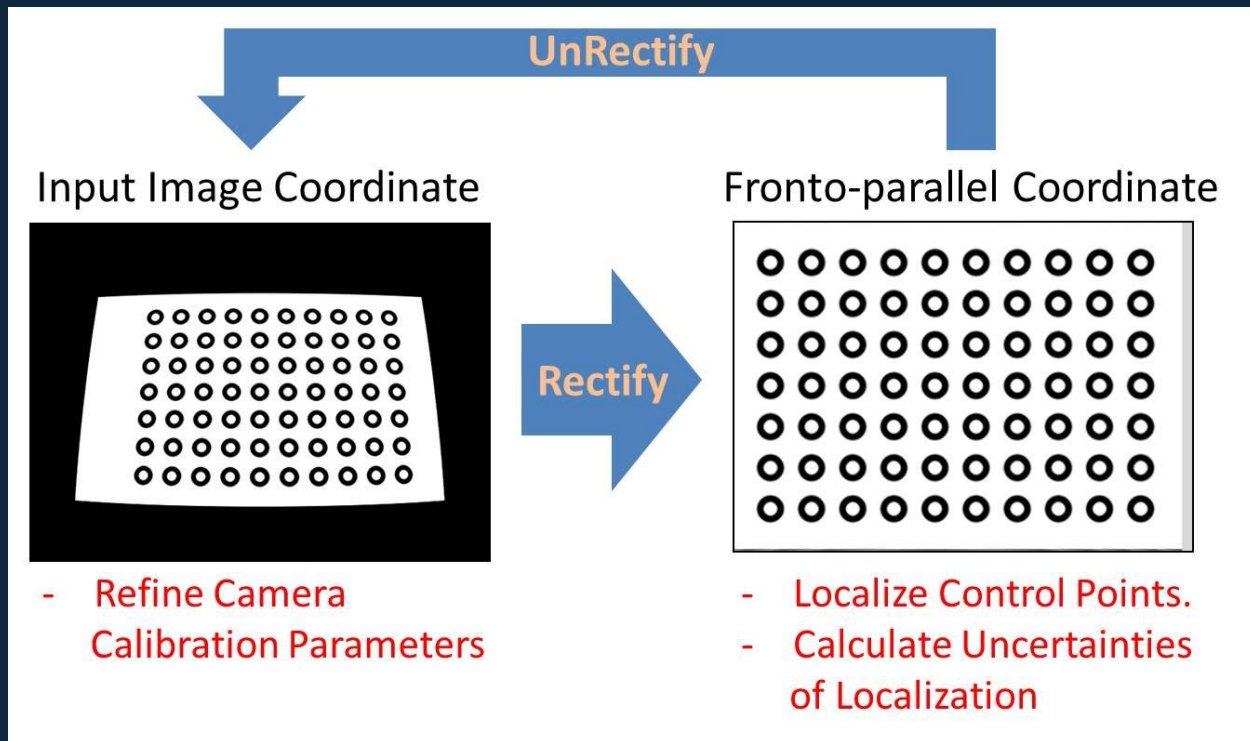 UnRectify
Input Image Coordinate
Fronto-parallel Coordinate
Rectify
- Refine Camera
Calibration Parameters
- Localize Control Points.
- Calculate Uncertainties
of Localization